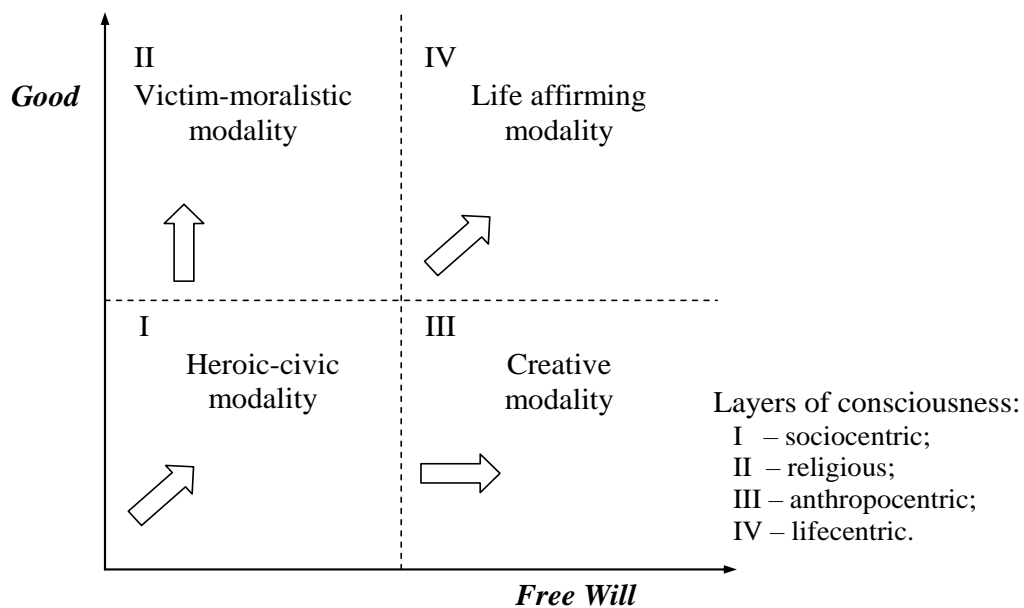 II
Victim-moralistic
modality
IV
Life affirming
modality
Good
I
Heroic-civic
modality
III
Creative
modality
Layers of consciousness:
I – sociocentric;
II – religious;
III – anthropocentric;
IV – lifecentric.
Free Will